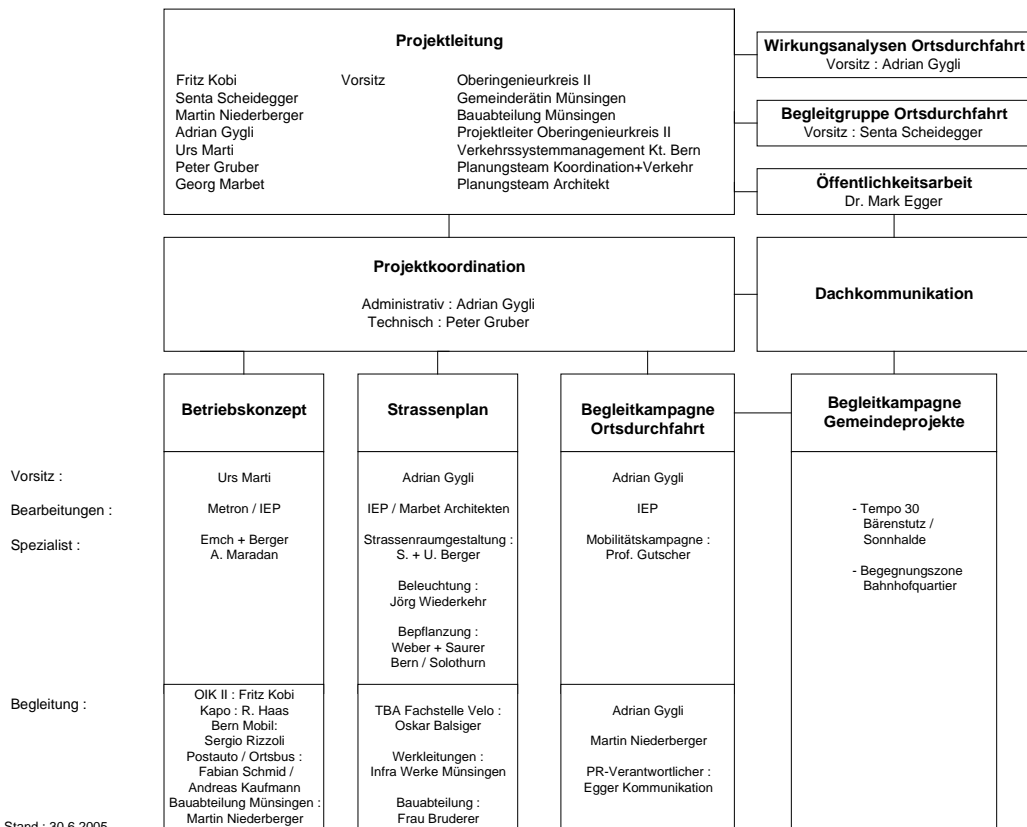 Projektleitung
Fritz Kobi Vorsitz Oberingenieurkreis II
Senta Scheidegger Gemeinderätin Münsingen
Martin Niederberger Bauabteilung Münsingen
Adrian Gygli Projektleiter Oberingenieurkreis II
Urs Marti Verkehrssystemmanagement Kt. Bern
Peter Gruber Planungsteam Koordination+Verkehr
Georg Marbet Planungsteam Architekt
Wirkungsanalysen Ortsdurchfahrt
Vorsitz : Adrian Gygli
Begleitgruppe Ortsdurchfahrt
Vorsitz : Senta Scheidegger
Öffentlichkeitsarbeit
Dr. Mark Egger
Projektkoordination
Administrativ : Adrian Gygli
Technisch : Peter Gruber
Dachkommunikation
Betriebskonzept
Strassenplan
Begleitkampagne
Ortsdurchfahrt
Begleitkampagne
Gemeindeprojekte
Vorsitz :
Bearbeitungen :
Spezialist :
Begleitung :
Urs Marti
Metron / IEP
Emch + Berger
A. Maradan
OIK II : Fritz Kobi
Kapo : R. Haas
Bern Mobil:
Sergio Rizzoli
Postauto / Ortsbus :
Fabian Schmid /
Andreas Kaufmann
Bauabteilung Münsingen :
Martin Niederberger
Adrian Gygli
IEP / Marbet Architekten
Strassenraumgestaltung :
S. + U. Berger
Beleuchtung :
Jörg Wiederkehr
Bepflanzung :
Weber + Saurer
Bern / Solothurn
TBA Fachstelle Velo :
Oskar Balsiger
Werkleitungen :
Infra Werke Münsingen
Bauabteilung :
Frau Bruderer
Adrian Gygli
IEP
Mobilitätskampagne :
Prof. Gutscher
Adrian Gygli
Martin Niederberger
PR-Verantwortlicher :
Egger Kommunikation
- Tempo 30
Bärenstutz /
Sonnhalde
- Begegnungszone
Bahnhofquartier
Stand : 30.6.2005